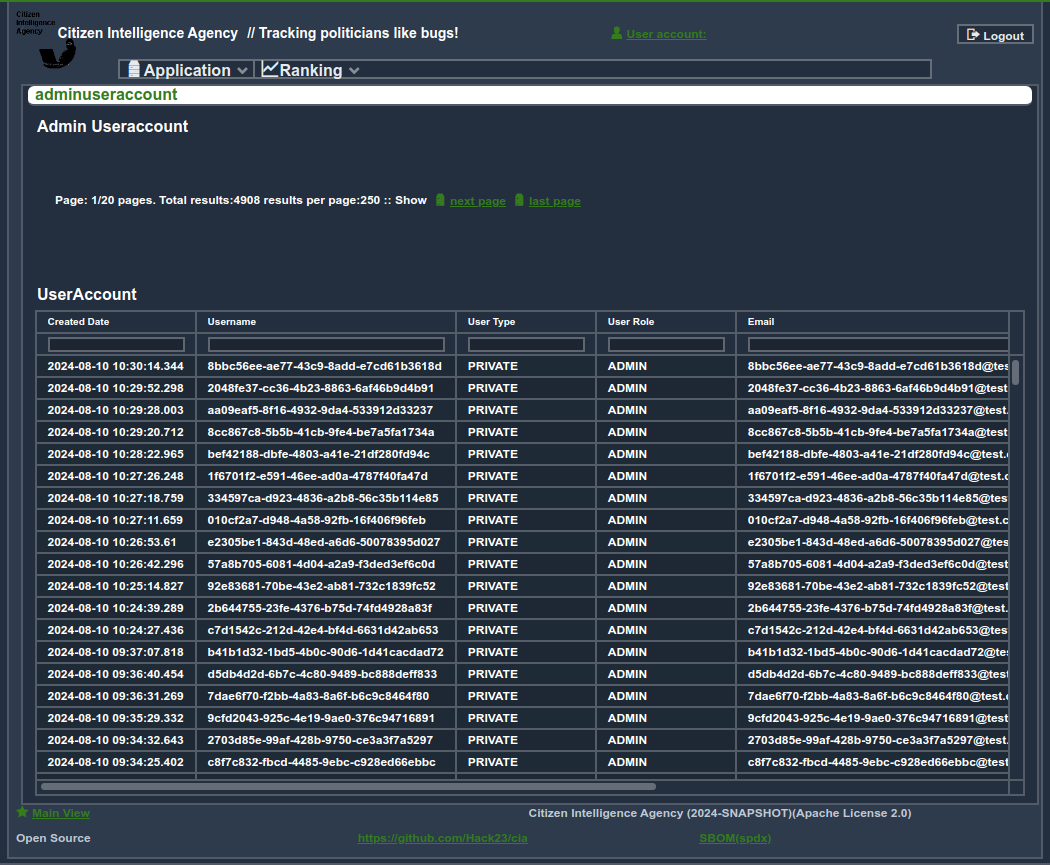 Citizen
Intelligence
Agency
Citizen Intelligence Agency // Tracking politicians like bugs!
User account:
Logout
Application Ranking
adminuseraccount
Admin Useraccount
Page: 1/20 pages. Total results:4908 results per page:250 :: Show next page last page
UserAccount
Created Date Username User Type User Role Email
2024-08-10 10:30:14.344 8bbc56ee-ae77-43c9-8add-e7cd61b3618d PRIVATE ADMIN 8bbc56ee-ae77-43c9-8add-e7cd61b3618d@tes
2024-08-10 10:29:52.298 2048fe37-cc36-4b23-8863-6af46b9d4b91 PRIVATE ADMIN 2048fe37-cc36-4b23-8863-6af46b9d4b91@test
2024-08-10 10:29:28.003 aa09eaf5-8f16-4932-9da4-533912d33237 PRIVATE ADMIN aa09eaf5-8f16-4932-9da4-533912d33237@test.
2024-08-10 10:29:20.712 8cc867c8-5b5b-41cb-9fe4-be7a5fa1734a PRIVATE ADMIN 8cc867c8-5b5b-41cb-9fe4-be7a5fa1734a@test
2024-08-10 10:28:22.965 bef42188-dbfe-4803-a41e-21df280fd94c PRIVATE ADMIN bef42188-dbfe-4803-a41e-21df280fd94c@test.
2024-08-10 10:27:26.248 1f6701f2-e591-46ee-ad0a-4787f40fa47d PRIVATE ADMIN 1f6701f2-e591-46ee-ad0a-4787f40fa47d@test.c
2024-08-10 10:27:18.759 334597ca-d923-4836-a2b8-56c35b114e85 PRIVATE ADMIN 334597ca-d923-4836-a2b8-56c35b114e85@tes
2024-08-10 10:27:11.659 010cf2a7-d948-4a58-92fb-16f406f96feb PRIVATE ADMIN 010cf2a7-d948-4a58-92fb-16f406f96feb@test.c
2024-08-10 10:26:53.61 e2305be1-843d-48ed-a6d6-50078395d027 PRIVATE ADMIN e2305be1-843d-48ed-a6d6-50078395d027@tes
2024-08-10 10:26:42.296 57a8b705-6081-4d04-a2a9-f3ded3ef6c0d PRIVATE ADMIN 57a8b705-6081-4d04-a2a9-f3ded3ef6c0d@test
2024-08-10 10:25:14.827 92e83681-70be-43e2-ab81-732c1839fc52 PRIVATE ADMIN 92e83681-70be-43e2-ab81-732c1839fc52@test
2024-08-10 10:24:39.289 2b644755-23fe-4376-b75d-74fd4928a83f PRIVATE ADMIN 2b644755-23fe-4376-b75d-74fd4928a83f@test.
2024-08-10 10:24:27.436 c7d1542c-212d-42e4-bf4d-6631d42ab653 PRIVATE ADMIN c7d1542c-212d-42e4-bf4d-6631d42ab653@tes
2024-08-10 09:37:07.818 b41b1d32-1bd5-4b0c-90d6-1d41cacdad72 PRIVATE ADMIN b41b1d32-1bd5-4b0c-90d6-1d41cacdad72@te
2024-08-10 09:36:40.454 d5db4d2d-6b7c-4c80-9489-bc888deff833 PRIVATE ADMIN d5db4d2d-6b7c-4c80-9489-bc888deff833@test
2024-08-10 09:36:31.269 7dae6f70-f2bb-4a83-8a6f-b6c9c8464f80 PRIVATE ADMIN 7dae6f70-f2bb-4a83-8a6f-b6c9c8464f80@test.
2024-08-10 09:35:29.332 9cfd2043-925c-4e19-9ae0-376c94716891 PRIVATE ADMIN 9cfd2043-925c-4e19-9ae0-376c94716891@test
2024-08-10 09:34:32.643 2703d85e-99af-428b-9750-ce3a3f7a5297 PRIVATE ADMIN 2703d85e-99af-428b-9750-ce3a3f7a5297@test.
2024-08-10 09:34:25.402 c8f7c832-fbcd-4485-9ebc-c928ed66ebbc PRIVATE ADMIN c8f7c832-fbcd-4485-9ebc-c928ed66ebbc@test
Main View Citizen Intelligence Agency (2024-SNAPSHOT)(Apache License 2.0)
Open Source https://github.com/Hack23/cia SBOM(spdx)